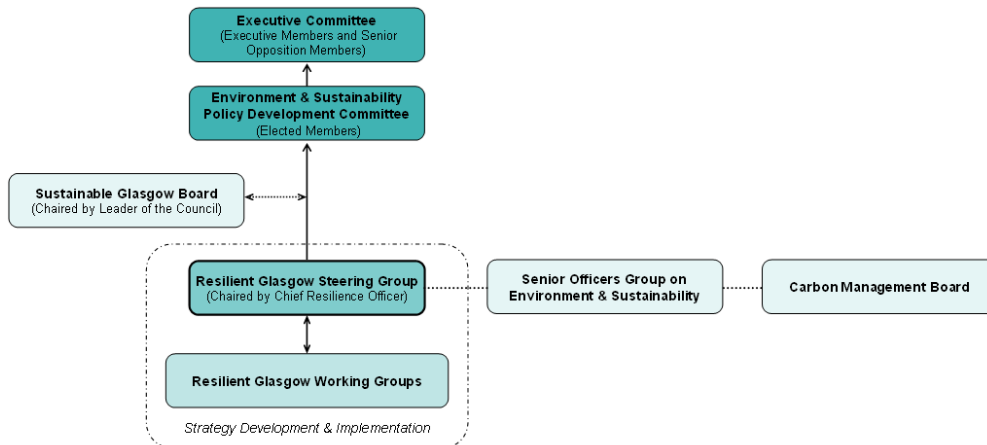 Executive Committee
(Executive Members and Senior
Opposition Members)
Environment & Sustainability
Policy Development Committee
(Elected Members)
Sustainable Glasgow Board
(Chaired by Leader of the Council)
Resilient Glasgow Steering Group
(Chaired by Chief Resilience Officer)
Senior Officers Group on
Environment & Sustainability
Carbon Management Board
Resilient Glasgow Working Groups
Strategy Development & Implementation